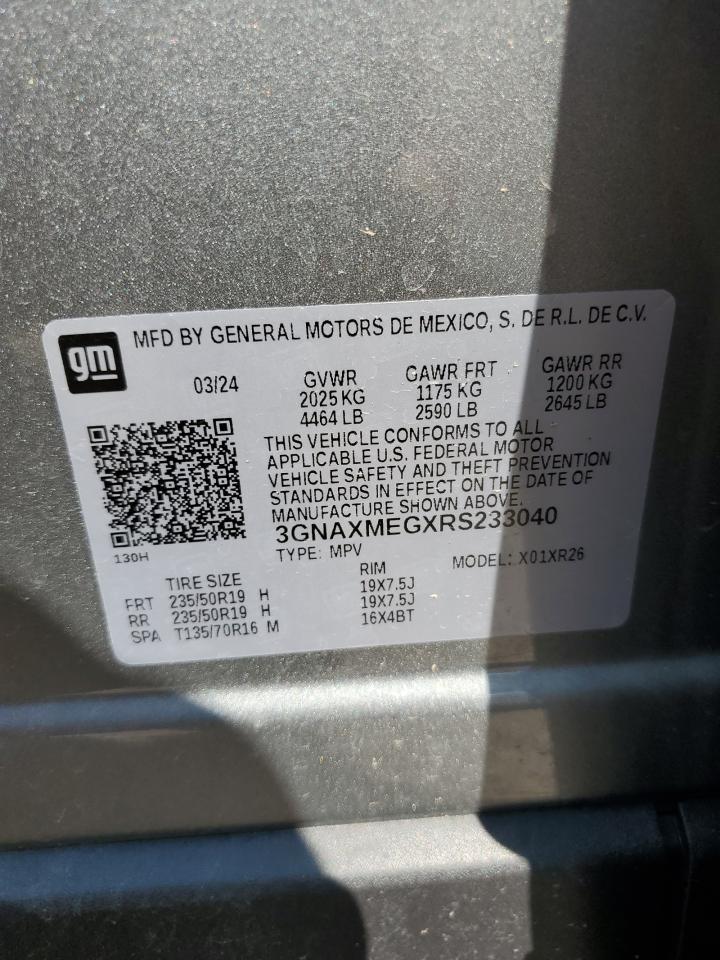 gm
MFD BY GENERAL MOTORS DE MEXICO, S. DE R.L. DE C.V.
03/24
GVWR
2025 KG
4464 LB
GAWR FRT
1175 KG
2590 LB
GAWR RR
1200 KG
2645 LB
THIS VEHICLE CONFORMS TO ALL
APPLICABLE U.S. FEDERAL MOTOR
VEHICLE SAFETY AND THEFT PREVENTION
STANDARDS IN EFFECT ON THE DATE OF
MANUFACTURE SHOWN ABOVE.
3GNAXMEGXRS233040
130H
TYPE: MPV
MODEL: X01XR26
TIRE SIZE RIM
FRT 235/50R19 H 19X7.5J
RR 235/50R19 H 19X7.5J
SPA T135/70R16 M 16X4BT